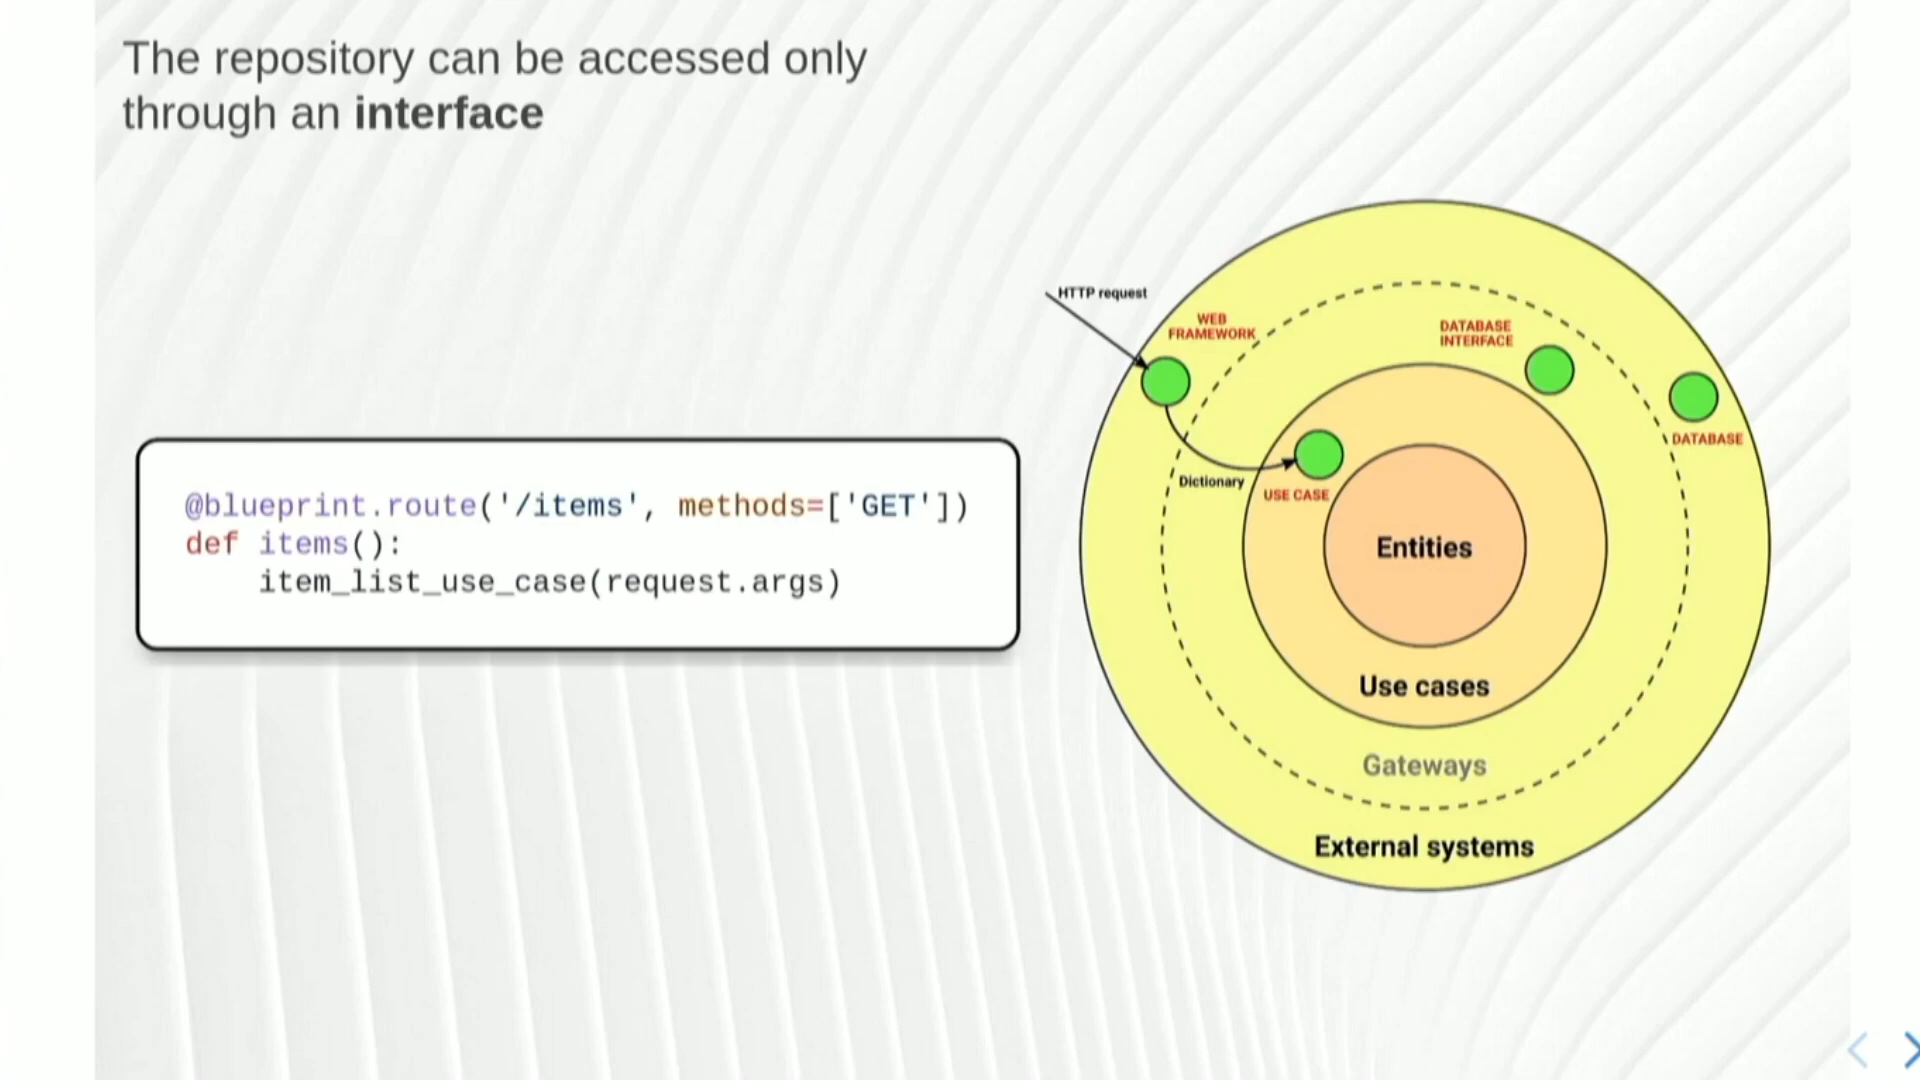 The repository can be accessed only
through an interface
@blueprint.route('/items', methods=['GET'])
def items():
    item_list_use_case(request.args)
HTTP request
WEB
FRAMEWORK
DATABASE
INTERFACE
DATABASE
Dictionary
USE CASE
Entities
Use cases
Gateways
External systems